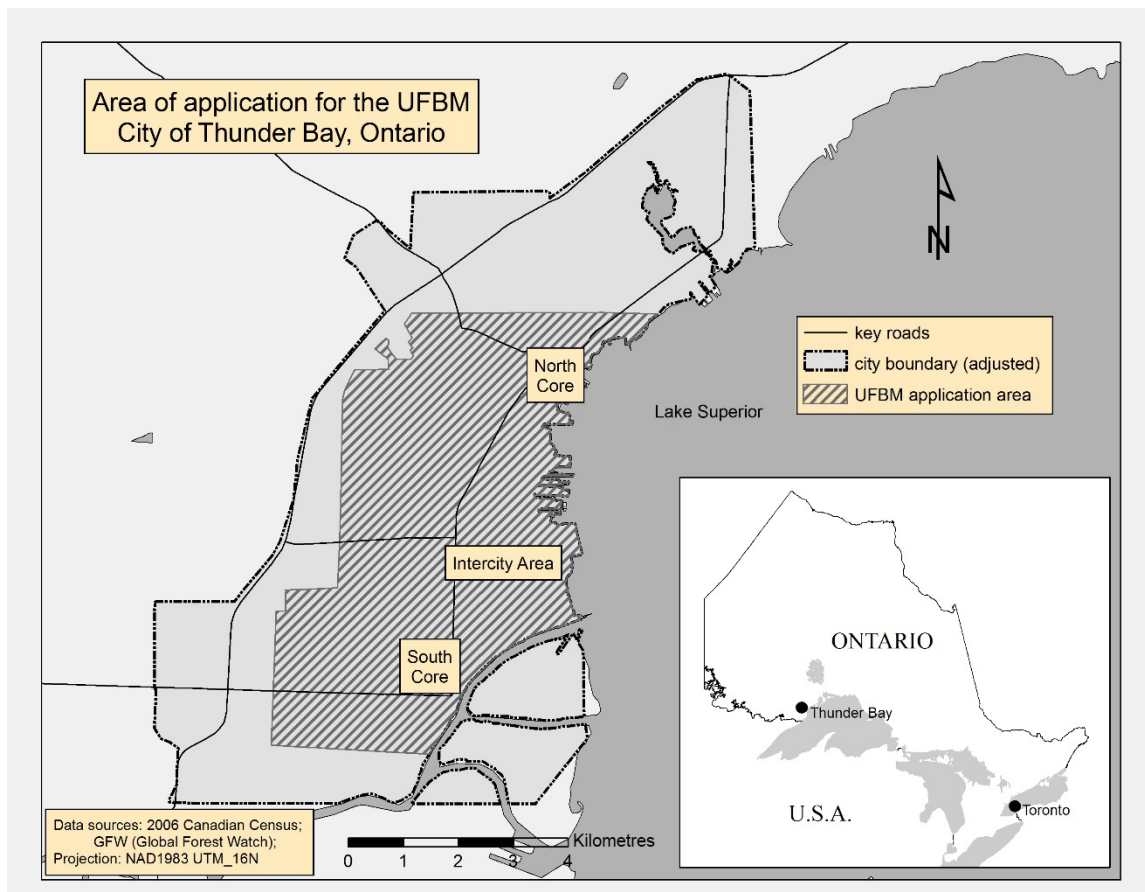 Area of application for the UFBM
City of Thunder Bay, Ontario
N
North
Core
key roads
city boundary (adjusted)
UFBM application area
Lake Superior
Intercity Area
South
Core
ONTARIO
Thunder Bay
U.S.A.
Toronto
Data sources: 2006 Canadian Census;
GFW (Global Forest Watch);
Projection: NAD1983 UTM_16N
Kilometres
0 1 2 3 4